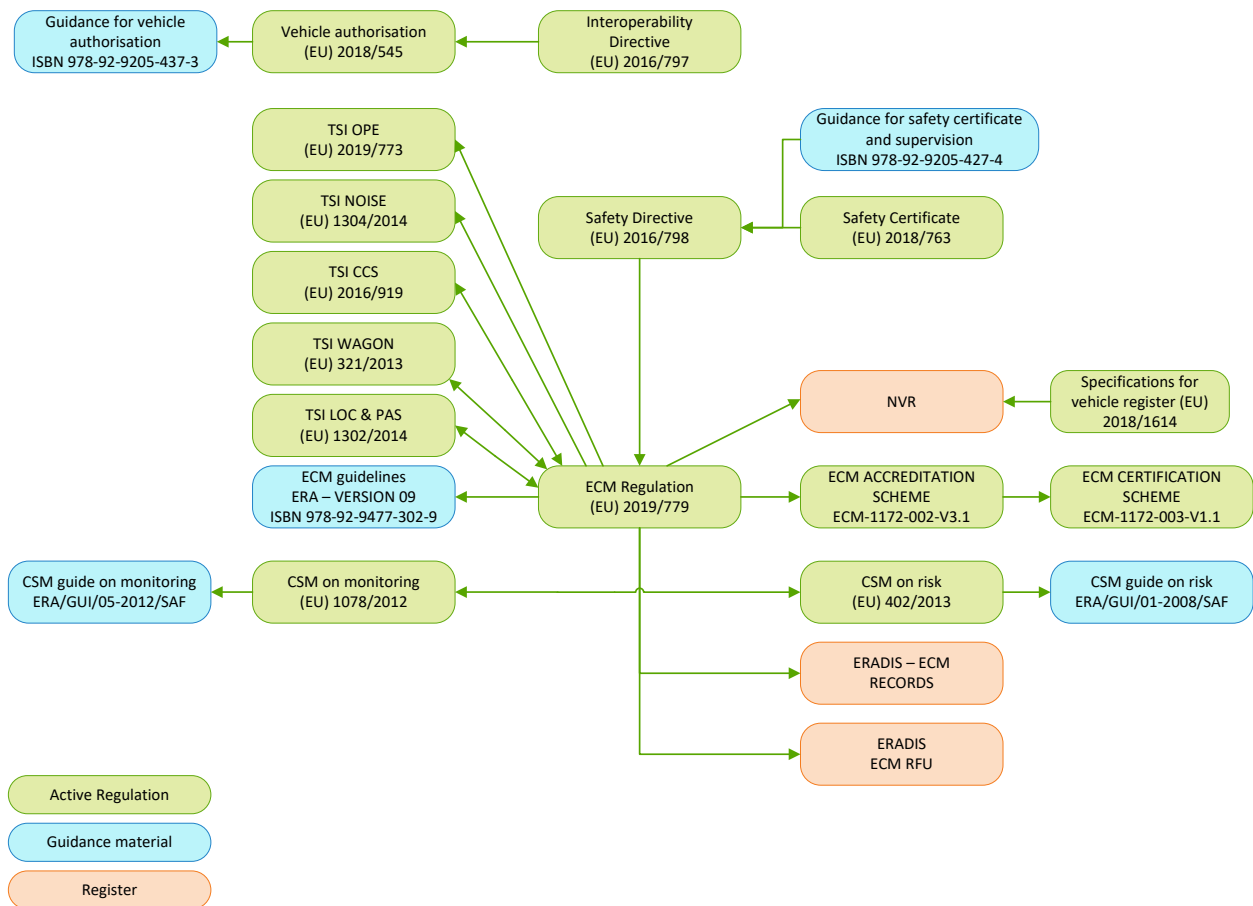 Guidance for vehicle
authorisation
ISBN 978-92-9205-437-3
Vehicle authorisation
(EU) 2018/545
Interoperability
Directive
(EU) 2016/797
TSI OPE
(EU) 2019/773
Guidance for safety certificate
and supervision
ISBN 978-92-9205-427-4
TSI NOISE
(EU) 1304/2014
Safety Directive
(EU) 2016/798
Safety Certificate
(EU) 2018/763
TSI CCS
(EU) 2016/919
TSI WAGON
(EU) 321/2013
NVR
Specifications for
vehicle register (EU)
2018/1614
TSI LOC & PAS
(EU) 1302/2014
ECM guidelines
ERA – VERSION 09
ISBN 978-92-9477-302-9
ECM Regulation
(EU) 2019/779
ECM ACCREDITATION
SCHEME
ECM-1172-002-V3.1
ECM CERTIFICATION
SCHEME
ECM-1172-003-V1.1
CSM guide on monitoring
ERA/GUI/05-2012/SAF
CSM on monitoring
(EU) 1078/2012
CSM on risk
(EU) 402/2013
CSM guide on risk
ERA/GUI/01-2008/SAF
ERADIS – ECM
RECORDS
ERADIS
ECM RFU
Active Regulation
Guidance material
Register